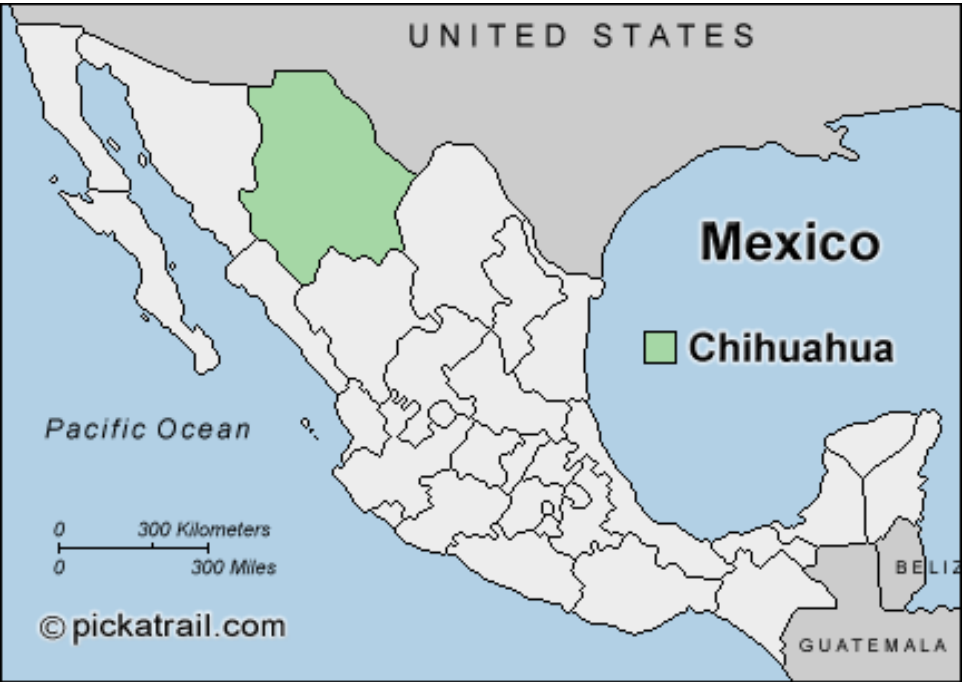 UNITED STATES
Mexico
Chihuahua
Pacific Ocean
0 300 Kilometers
0 300 Miles
BELIZ
© pickatrail.com
GUATEMALA